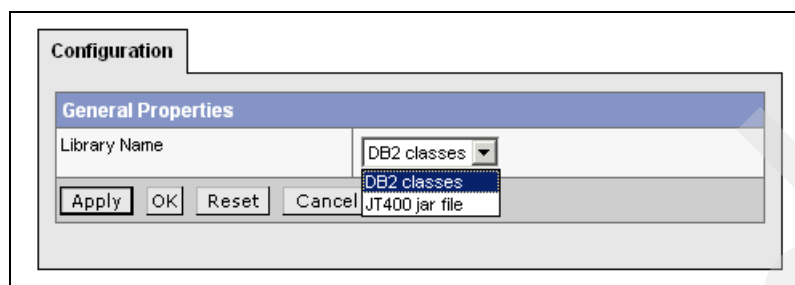 Configuration
General Properties
Library Name
DB2 classes
DB2 classes
JT400 jar file
Apply OK Reset Cancel